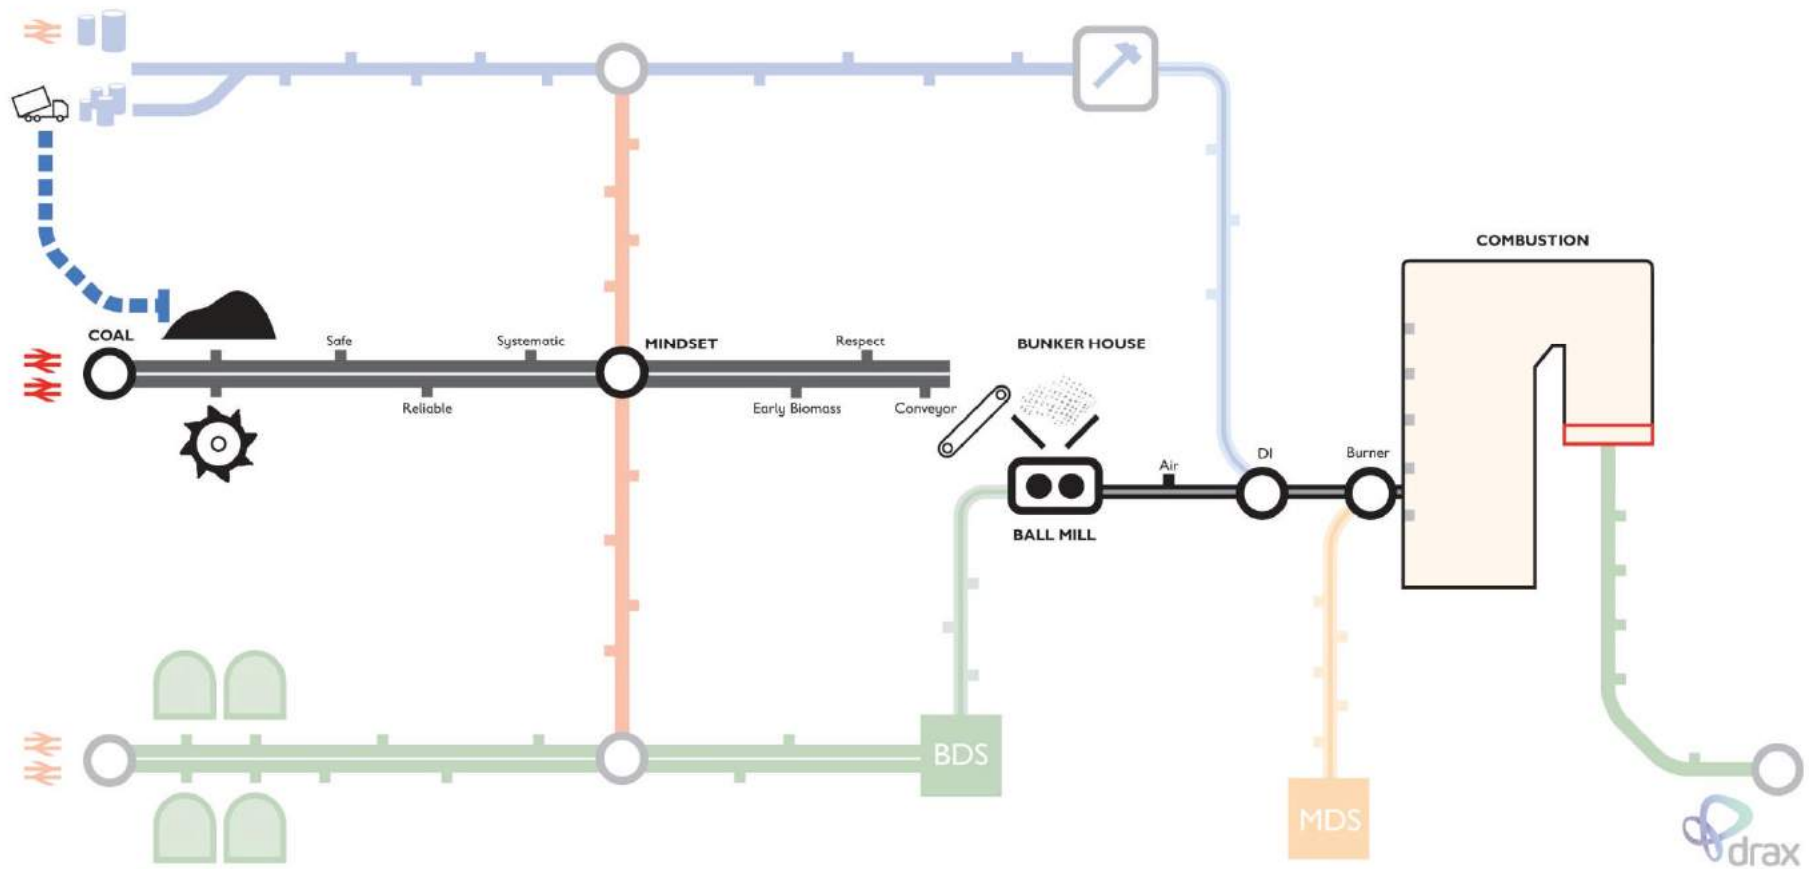 COMBUSTION
COAL
Safe
Systematic
MINDSET
Respect
BUNKER HOUSE
Reliable
Early Biomass
Conveyor
Air
DI
Burner
BALL MILL
BDS
MDS
drax